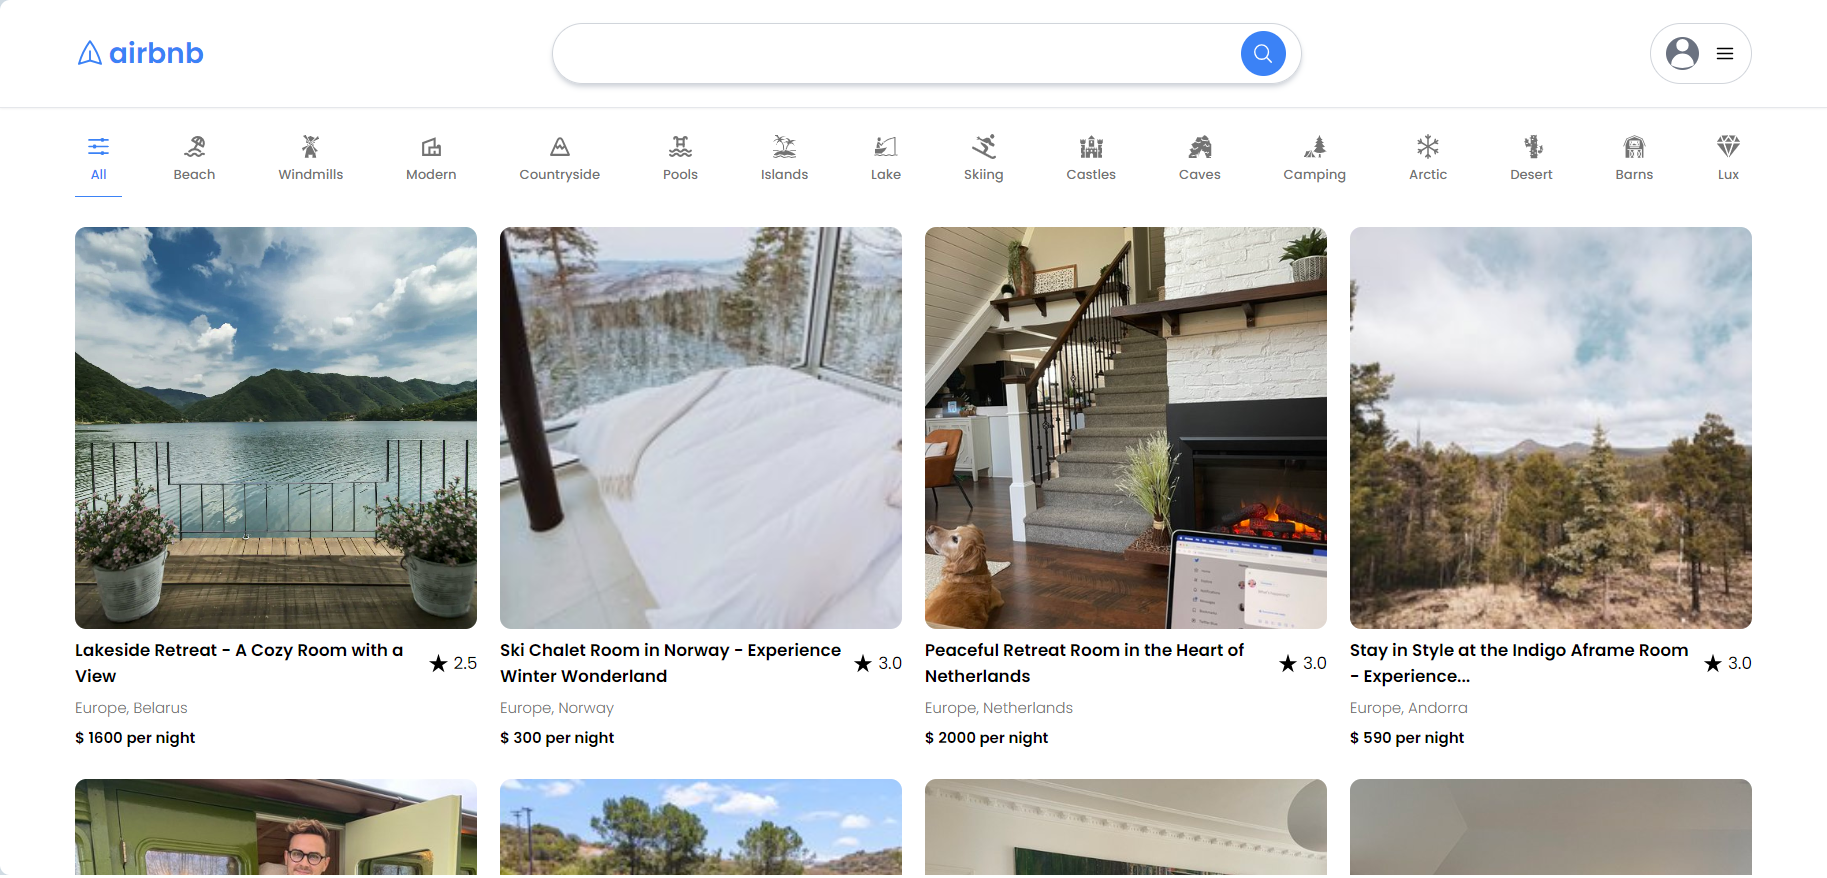 airbnb
All
Beach
Windmills
Modern
Countryside
Pools
Islands
Lake
Skiing
Castles
Caves
Camping
Arctic
Desert
Barns
Lux
Lakeside Retreat - A Cozy Room with a
View
★ 2.5
Europe, Belarus
$ 1600 per night
Ski Chalet Room in Norway - Experience
Winter Wonderland
★ 3.0
Europe, Norway
$ 300 per night
Peaceful Retreat Room in the Heart of
Netherlands
★ 3.0
Europe, Netherlands
$ 2000 per night
Stay in Style at the Indigo Aframe Room
- Experience...
★ 3.0
Europe, Andorra
$ 590 per night